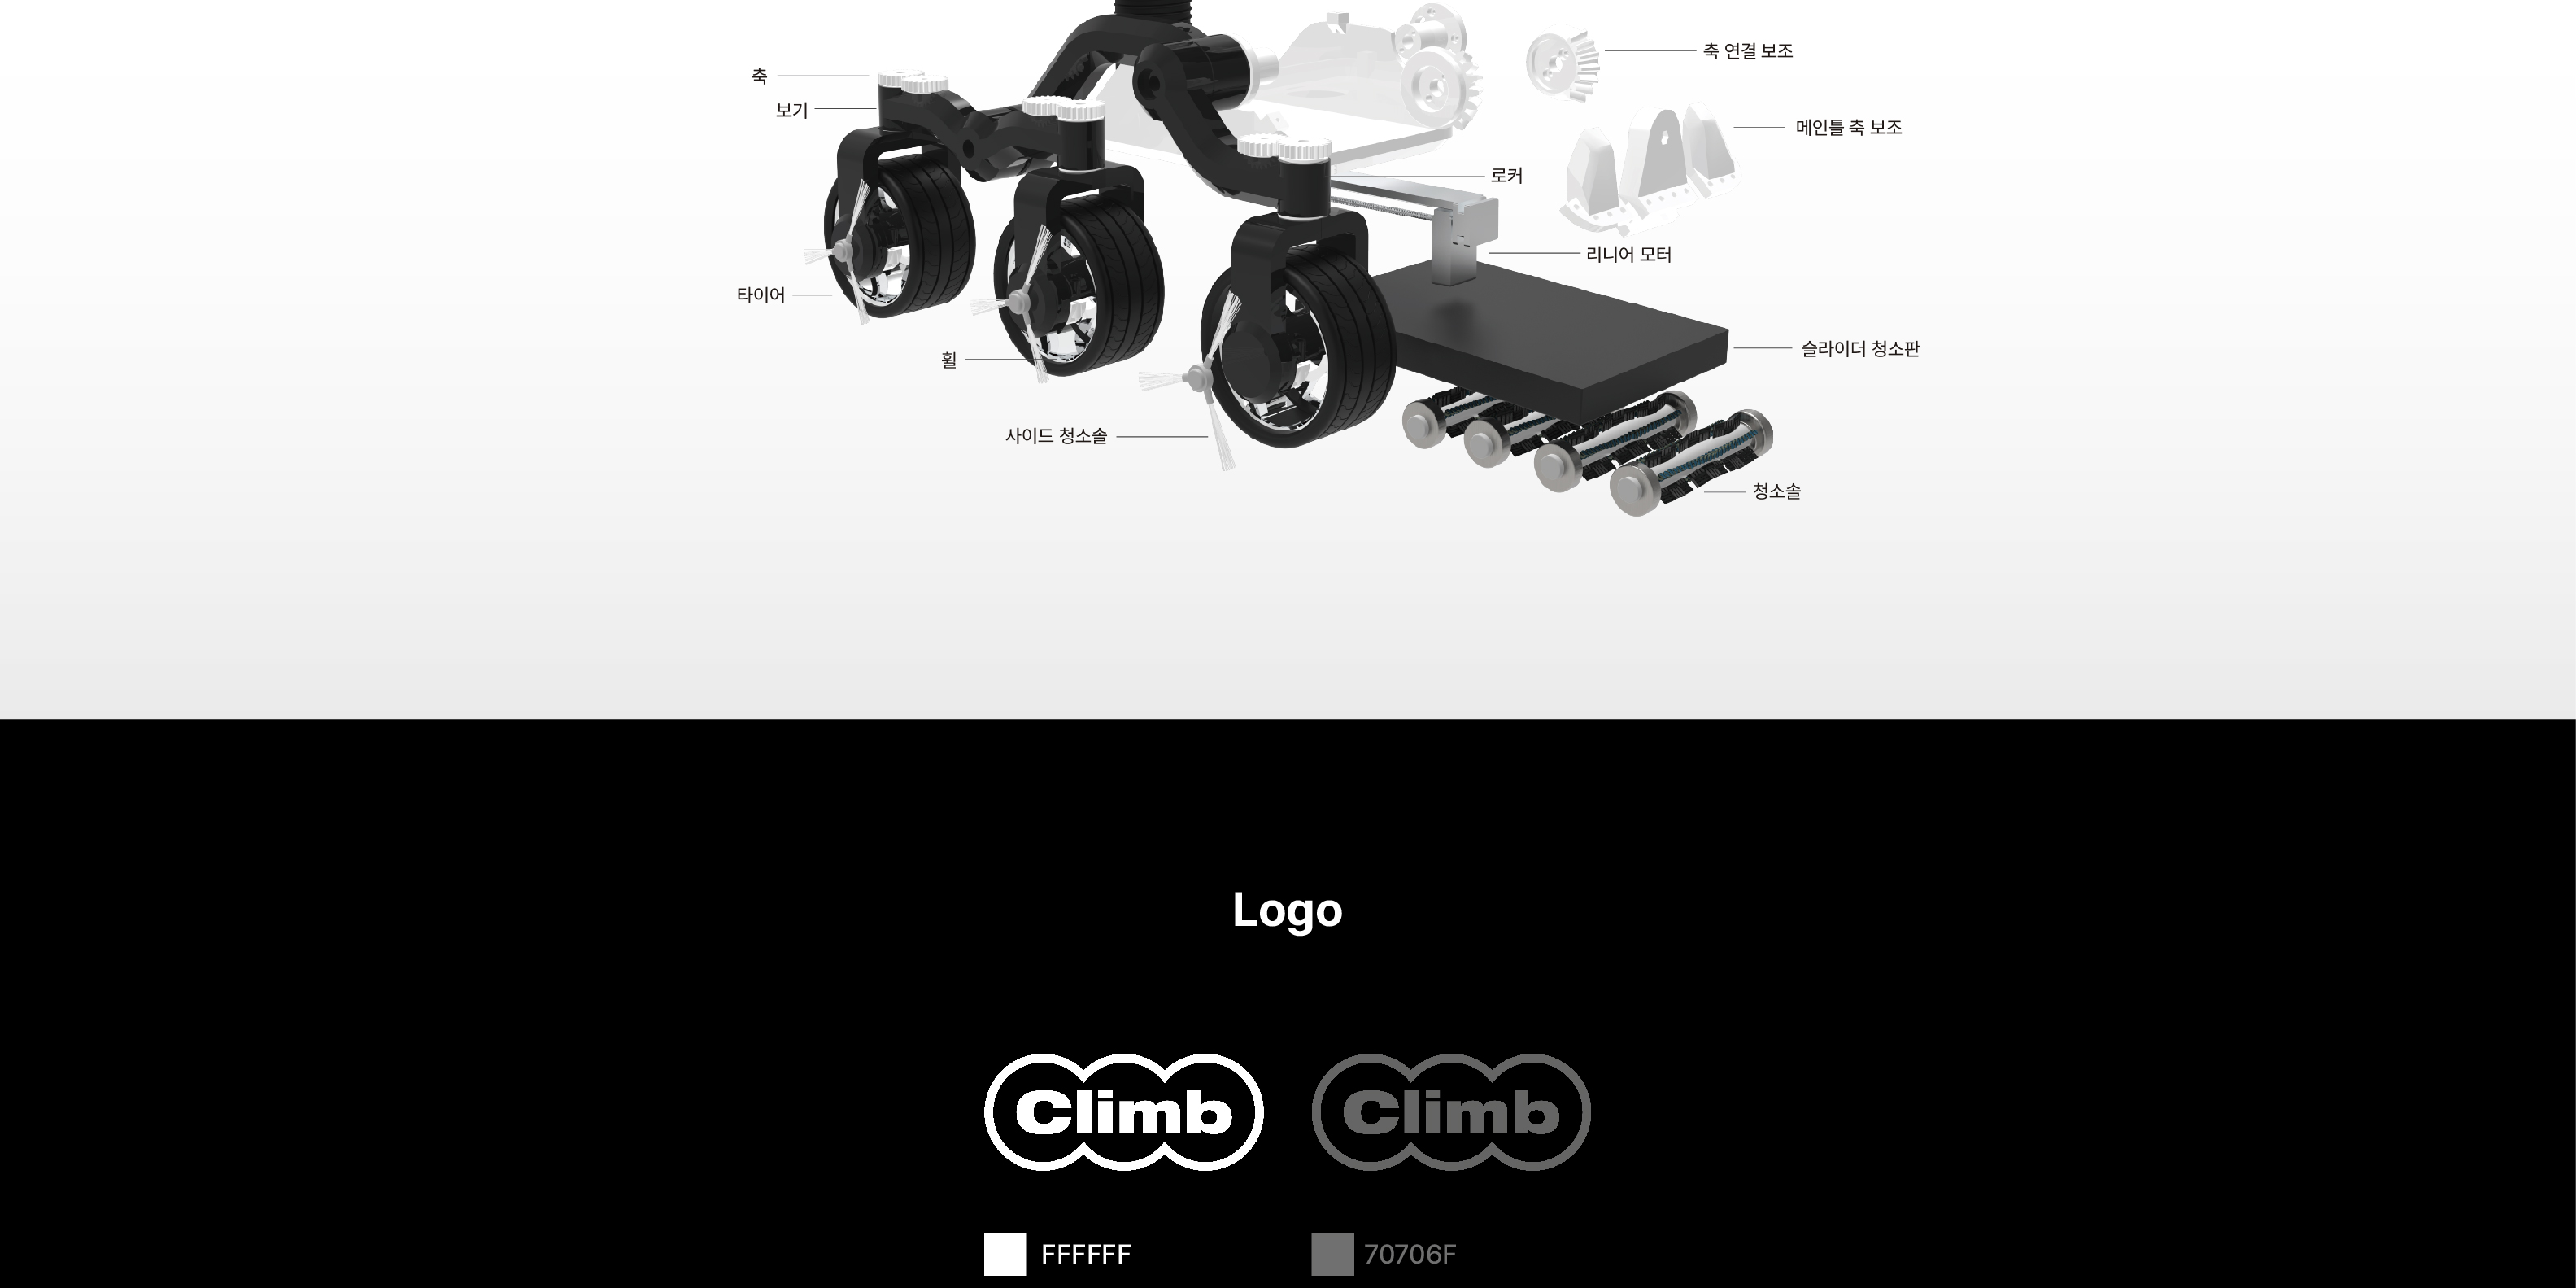 축 연결 보조
축
보기
메인틀 축 보조
로커
리니어 모터
타이어
슬라이더 청소판
휠
사이드 청소솔
청소솔
Logo
Climb
Climb
FFFFFF
70706F